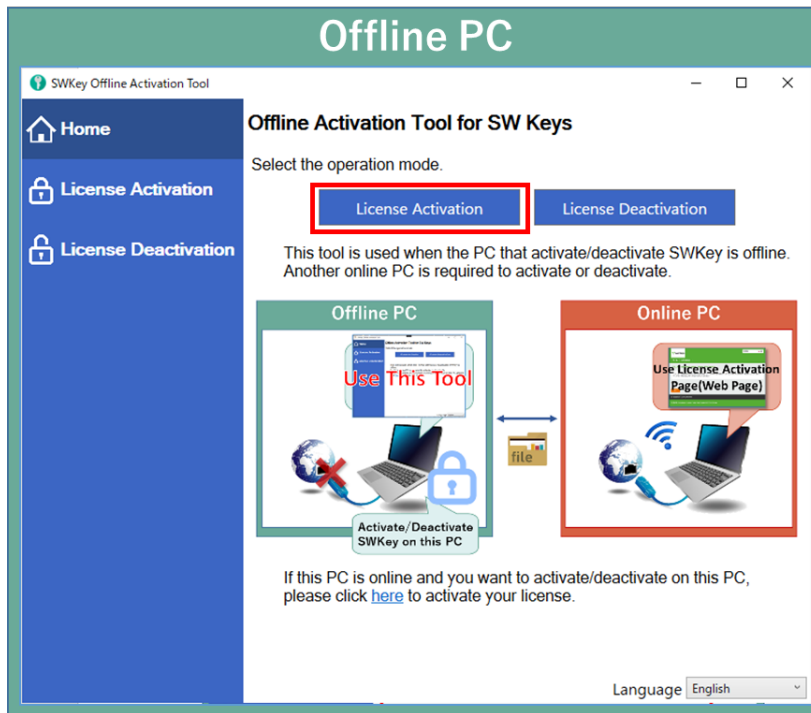 Offline PC
SWKey Offline Activation Tool
Home
License Activation
License Deactivation
Offline Activation Tool for SW Keys
Select the operation mode.
License Activation
License Deactivation
This tool is used when the PC that activate/deactivate SWKey is offline.
Another online PC is required to activate or deactivate.
Offline PC
Use This Tool
Activate/Deactivate
SWKey on this PC
file
Online PC
Use License Activation
Page(Web Page)
If this PC is online and you want to activate/deactivate on this PC,
please click here to activate your license.
Language English